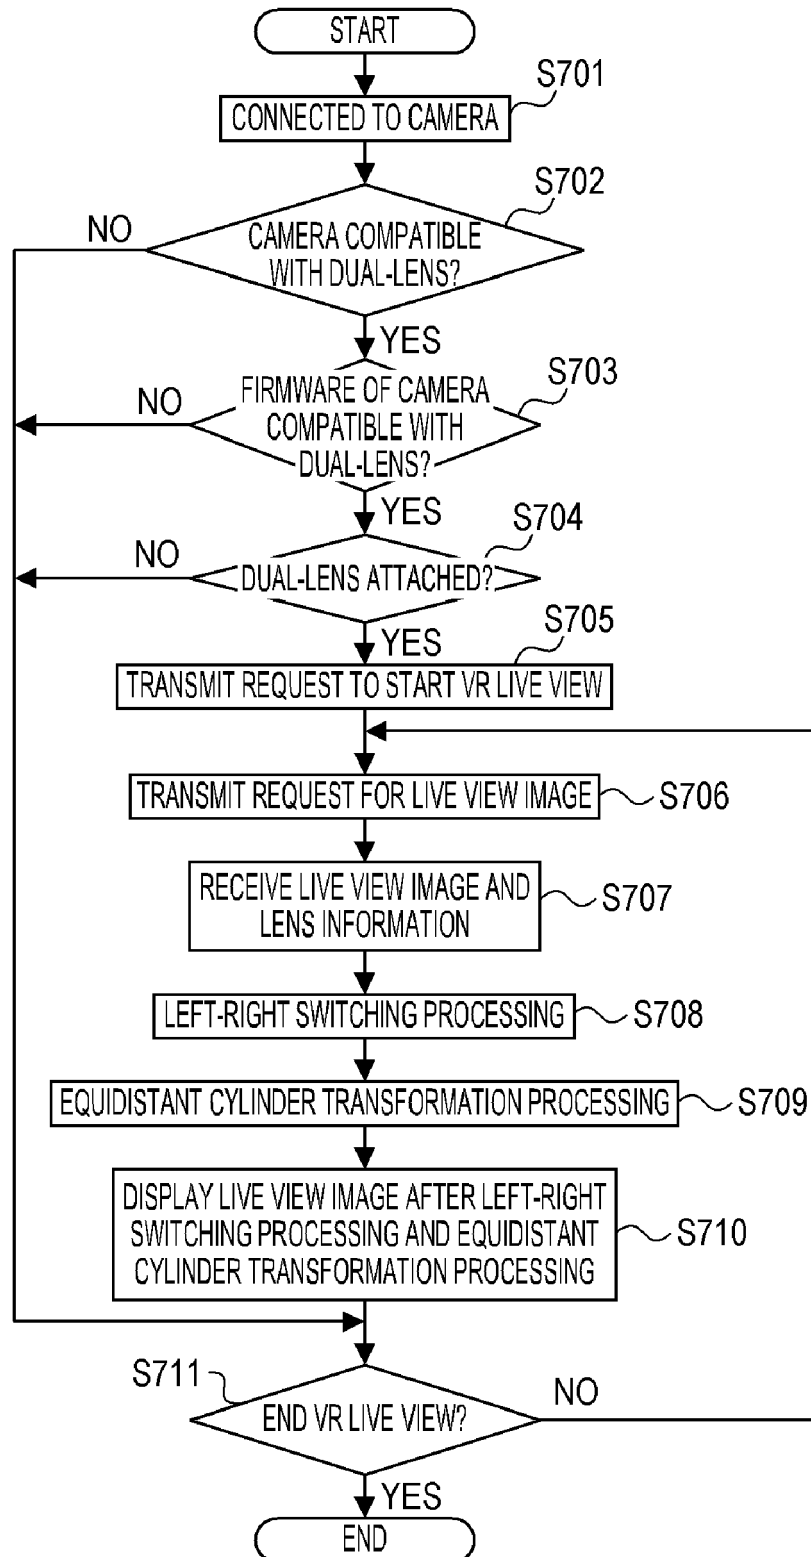 START
S701
CONNECTED TO CAMERA
S702
NO
CAMERA COMPATIBLE
WITH DUAL-LENS?
YES
S703
NO
FIRMWARE OF CAMERA
COMPATIBLE WITH
DUAL-LENS?
YES
S704
NO
DUAL-LENS ATTACHED?
YES
S705
TRANSMIT REQUEST TO START VR LIVE VIEW
TRANSMIT REQUEST FOR LIVE VIEW IMAGE
S706
RECEIVE LIVE VIEW IMAGE AND
LENS INFORMATION
S707
LEFT-RIGHT SWITCHING PROCESSING
S708
EQUIDISTANT CYLINDER TRANSFORMATION PROCESSING
S709
DISPLAY LIVE VIEW IMAGE AFTER LEFT-RIGHT
SWITCHING PROCESSING AND EQUIDISTANT
CYLINDER TRANSFORMATION PROCESSING
S710
S711
END VR LIVE VIEW?
NO
YES
END